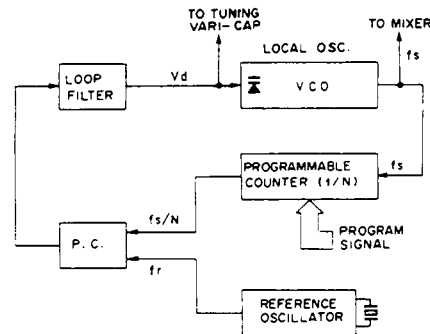 TO TUNING
VARI-CAP
TO MIXER
LOCAL OSC.
fs
LOOP
FILTER
Vd
VCO
PROGRAMMABLE
COUNTER (1/N)
fs
fs/N
PROGRAM
SIGNAL
P.C.
fr
REFERENCE
OSCILLATOR